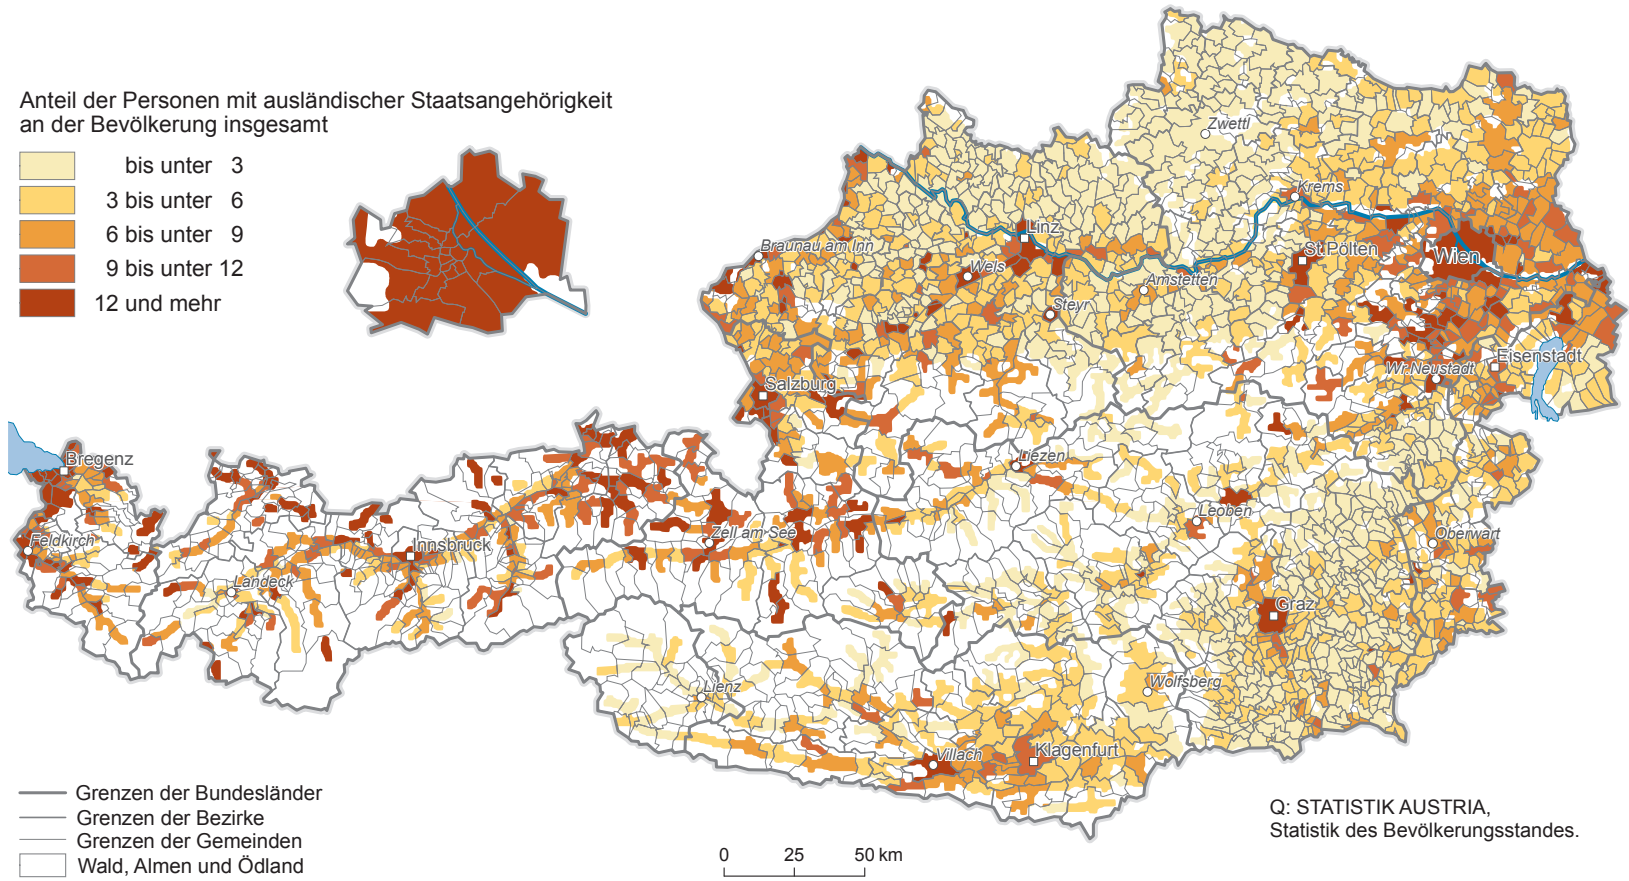 Anteil der Personen mit ausländischer Staatsangehörigkeit
an der Bevölkerung insgesamt
bis unter 3
3 bis unter 6
6 bis unter 9
9 bis unter 12
12 und mehr
Zwettl
Krems
Linz
Braunau am Inn
St.Pölten
Wien
Wels
Amstetten
Steyr
Eisenstadt
Wr.Neustadt
Salzburg
Bregenz
Liezen
Leoben
Zell am See
Feldkirch
Innsbruck
Oberwart
Landeck
Graz
Lienz
Wolfsberg
Villach
Klagenfurt
Grenzen der Bundesländer
Grenzen der Bezirke
Grenzen der Gemeinden
Wald, Almen und Ödland
0 25 50 km
Q: STATISTIK AUSTRIA,
Statistik des Bevölkerungsstandes.